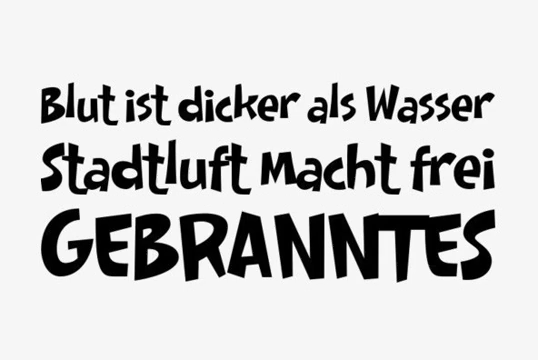 Blut ist dicker als Wasser
Stadtluft Macht frei
GEBRANNTES